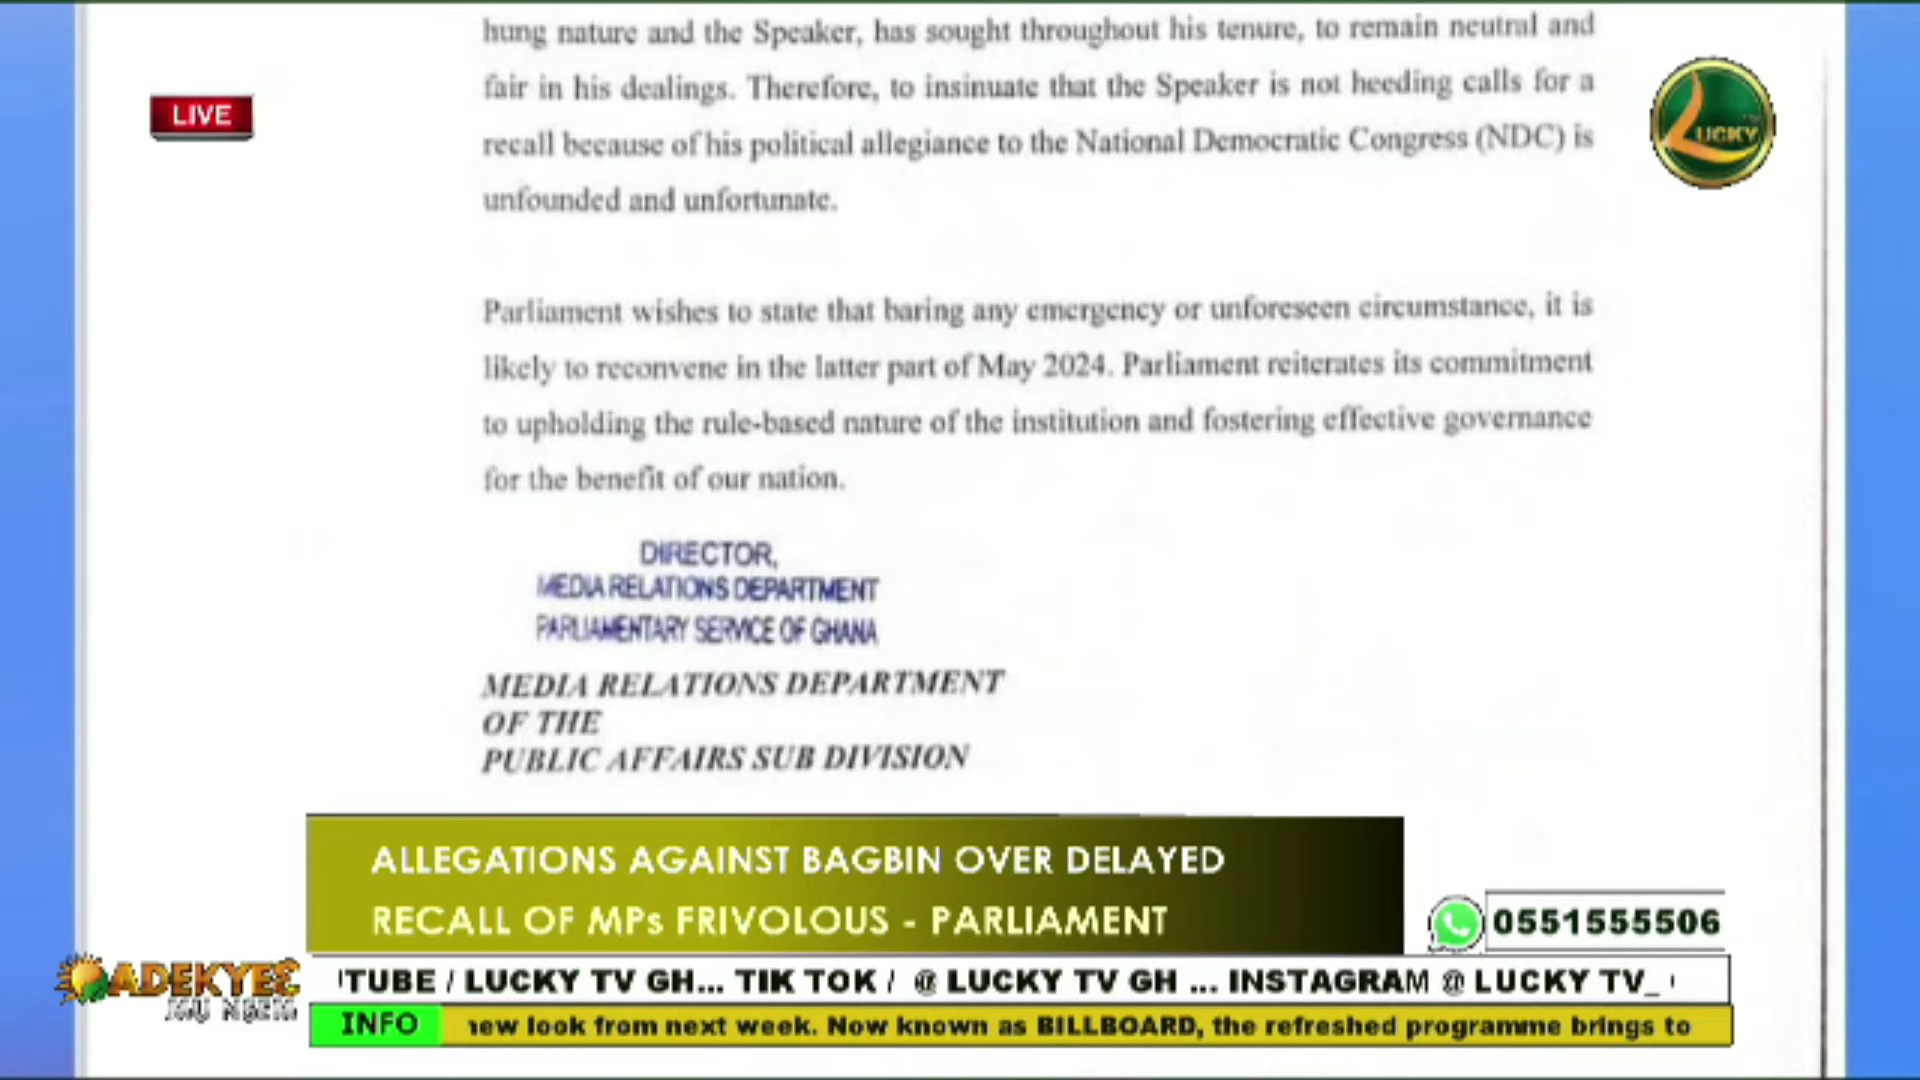 hung nature and the Speaker, has sought throughout his tenure, to remain neutral and
fair in his dealings. Therefore, to insinuate that the Speaker is not heeding calls for a
recall because of his political allegiance to the National Democratic Congress (NDC) is
unfounded and unfortunate.
LIVE
LUCKY
Parliament wishes to state that baring any emergency or unforeseen circumstance, it is
likely to reconvene in the latter part of May 2024. Parliament reiterates its commitment
to upholding the rule-based nature of the institution and fostering effective governance
for the benefit of our nation.
DIRECTOR,
MEDIA RELATIONS DEPARTMENT
PARLIAMENTARY SERVICE OF GHANA
MEDIA RELATIONS DEPARTMENT
OF THE
PUBLIC AFFAIRS SUB DIVISION
ALLEGATIONS AGAINST BAGBIN OVER DELAYED
RECALL OF MPs FRIVOLOUS - PARLIAMENT
0551555506
ADEKYEƐ
TUBE / LUCKY TV GH... TIK TOK / @ LUCKY TV GH ... INSTAGRAM @ LUCKY TV_
INFO
new look from next week. Now known as BILLBOARD, the refreshed programme brings to